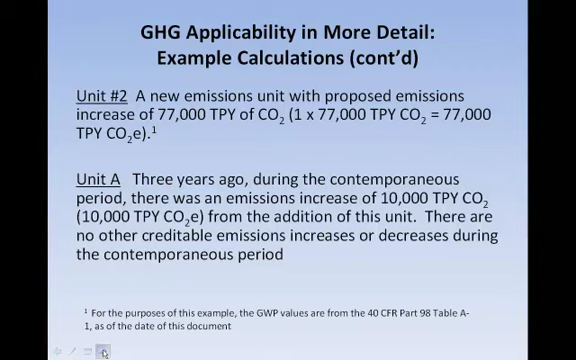 GHG Applicability in More Detail:
Example Calculations (cont’d)
Unit #2 A new emissions unit with proposed emissions
increase of 77,000 TPY of CO₂ (1 x 77,000 TPY CO₂ = 77,000
TPY CO₂e).¹
Unit A Three years ago, during the contemporaneous
period, there was an emissions increase of 10,000 TPY CO₂
(10,000 TPY CO₂e) from the addition of this unit. There are
no other creditable emissions increases or decreases during
the contemporaneous period
¹ For the purposes of this example, the GWP values are from the 40 CFR Part 98 Table A-
1, as of the date of this document